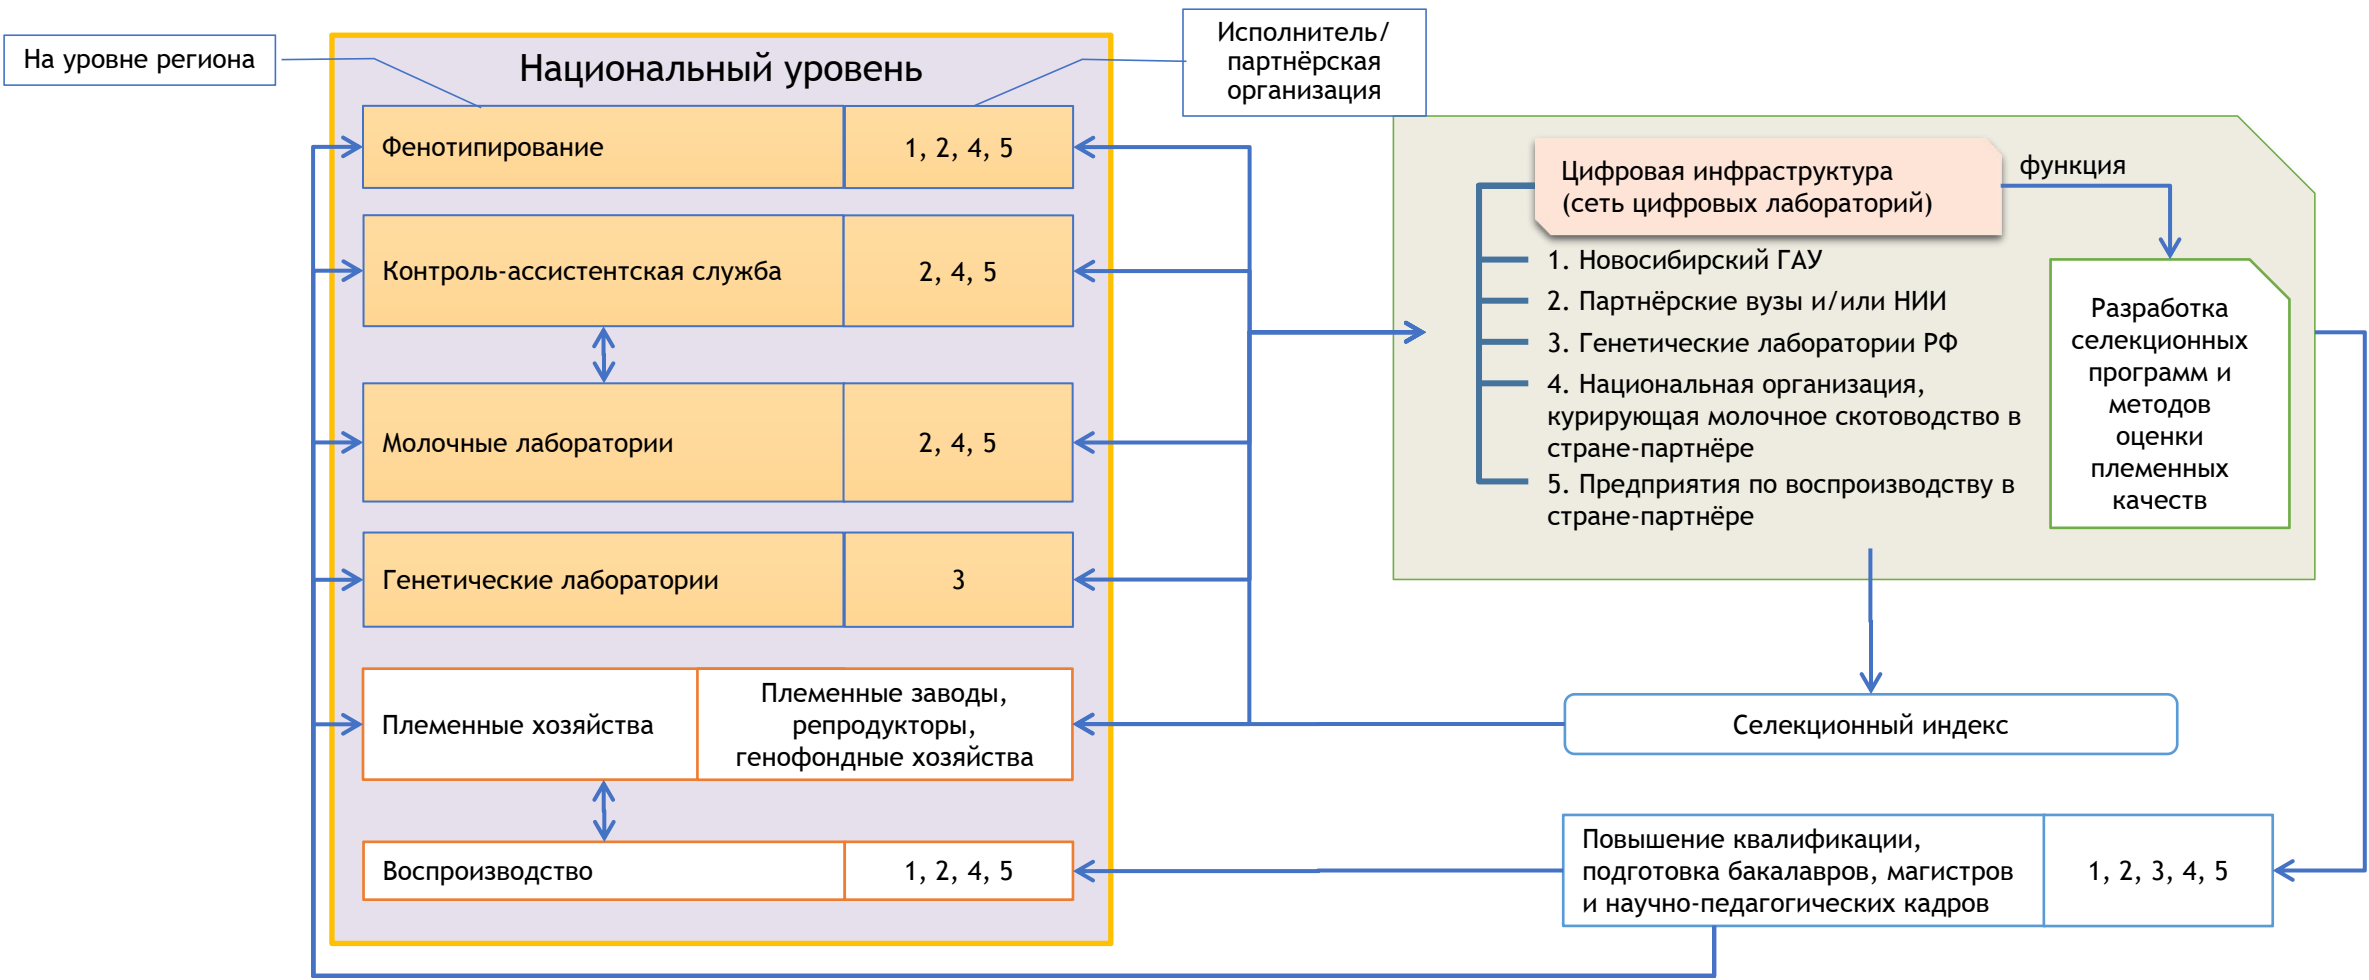 На уровне региона
Национальный уровень
Исполнитель/
партнёрская
организация
Фенотипирование
1, 2, 4, 5
Контроль-ассистентская служба
2, 4, 5
Молочные лаборатории
2, 4, 5
Генетические лаборатории
3
Племенные хозяйства
Племенные заводы,
репродукторы,
генофондные хозяйства
Воспроизводство
1, 2, 4, 5
Цифровая инфраструктура
(сеть цифровых лабораторий)
функция
1. Новосибирский ГАУ
2. Партнёрские вузы и/или НИИ
3. Генетические лаборатории РФ
4. Национальная организация,
курирующая молочное скотоводство в
стране-партнёре
5. Предприятия по воспроизводству в
стране-партнёре
Разработка
селекционных
программ и
методов
оценки
племенных
качеств
Селекционный индекс
Повышение квалификации,
подготовка бакалавров, магистров
и научно-педагогических кадров
1, 2, 3, 4, 5